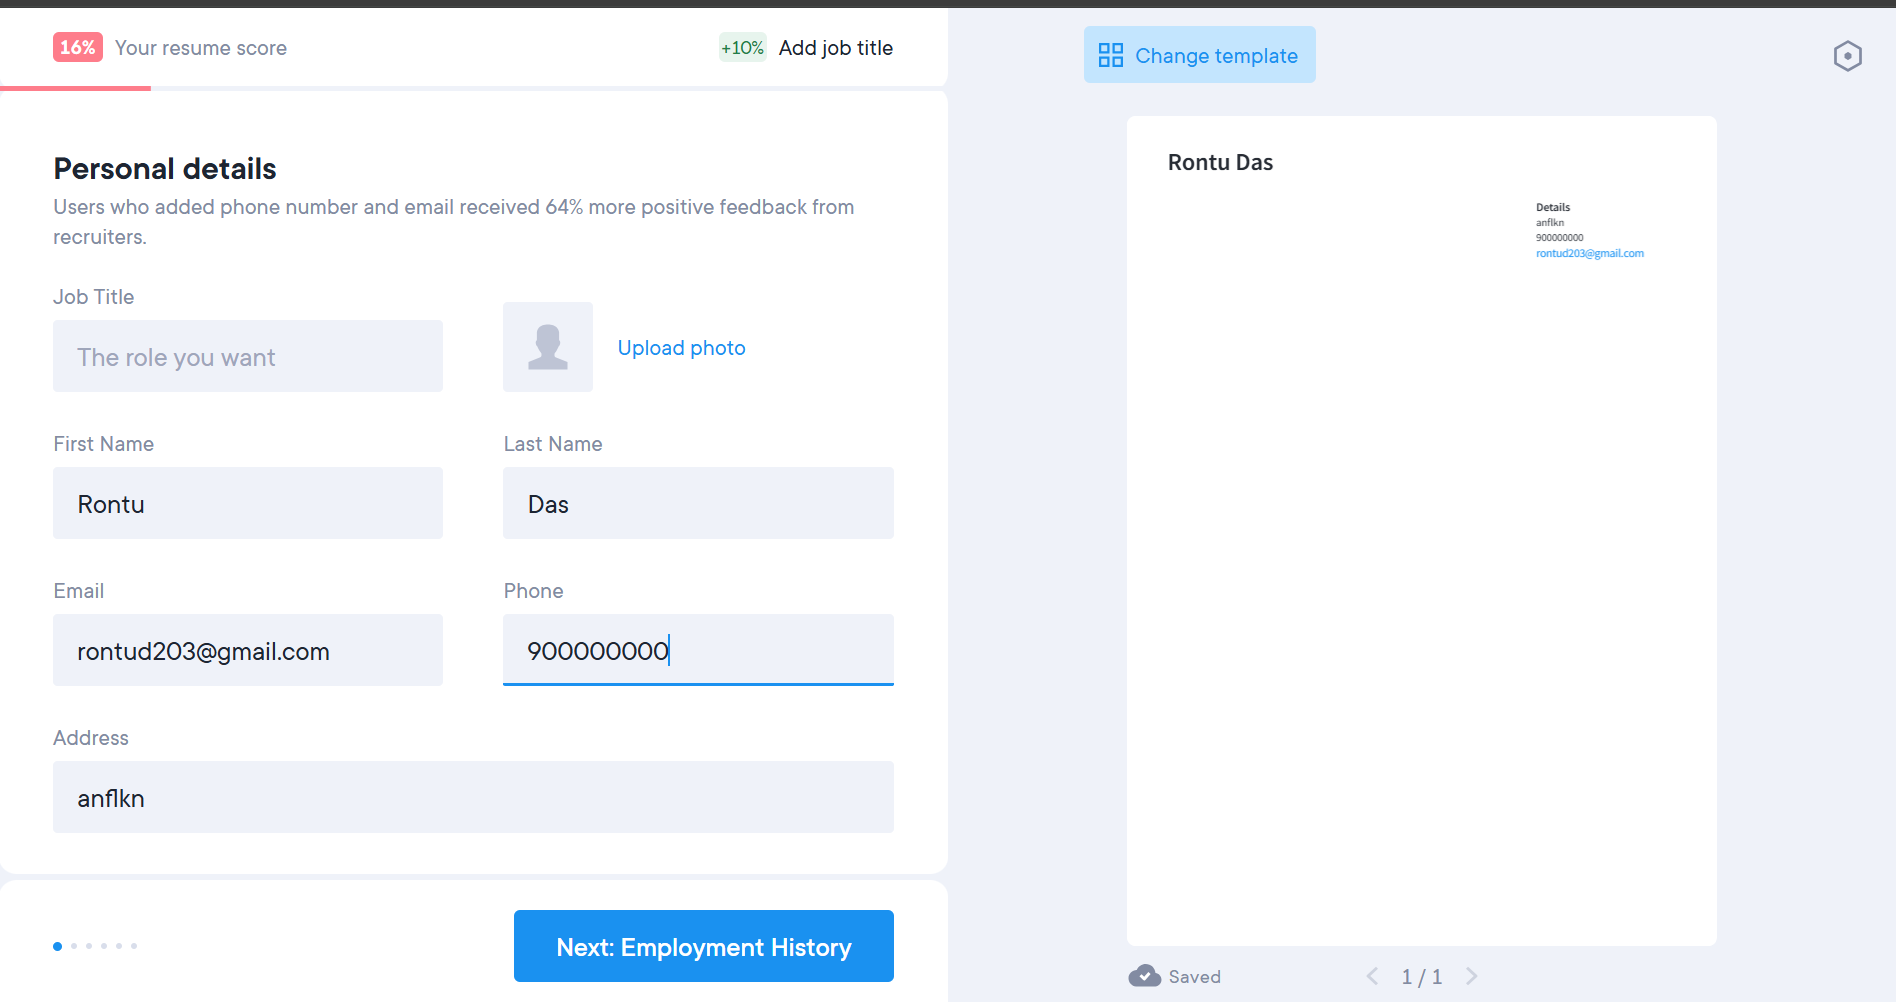 16% Your resume score
+10% Add job title
Personal details
Users who added phone number and email received 64% more positive feedback from
recruiters.
Job Title
The role you want
Upload photo
First Name
Last Name
Rontu
Das
Email
Phone
rontud203@gmail.com
900000000
Address
anflkn
Next: Employment History
Change template
Rontu Das
Details
anflkn
900000000
rontud203@gmail.com
Saved
1 / 1